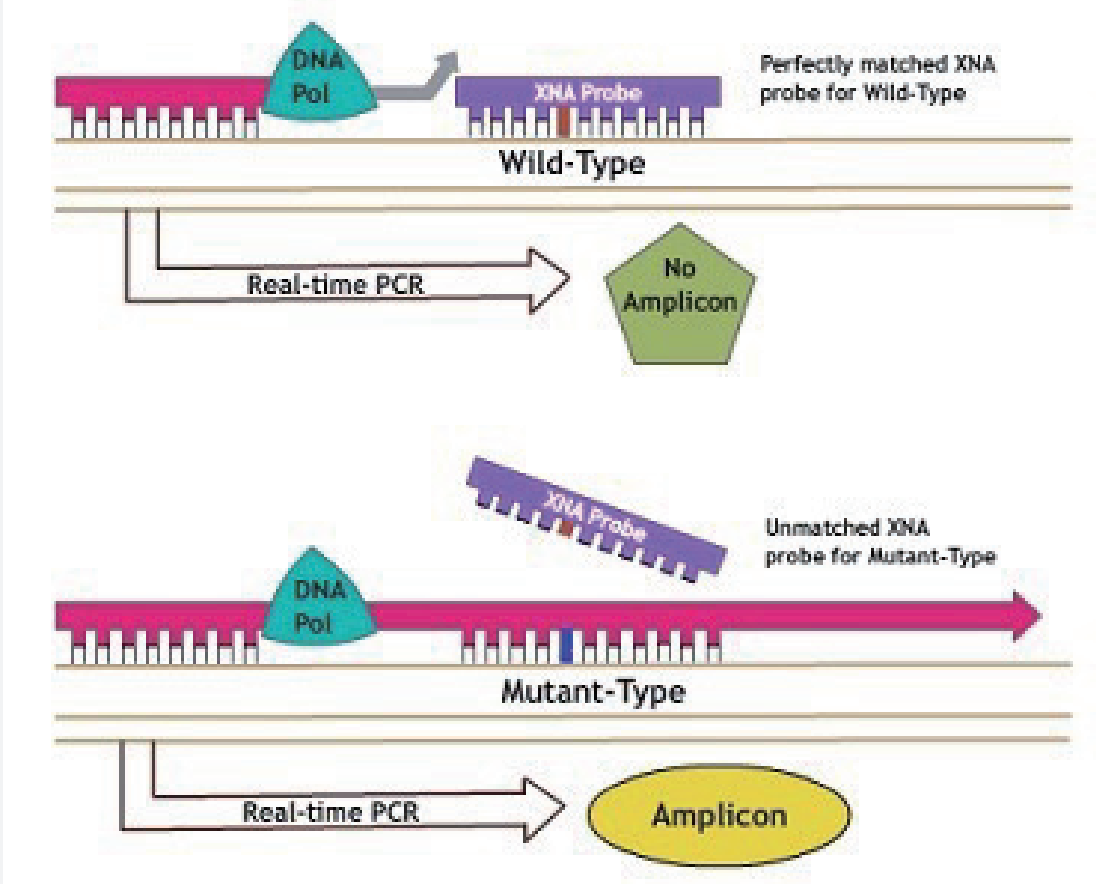 DNA
Pol
XNA Probe
Perfectly matched XNA
probe for Wild-Type
Wild-Type
Real-time PCR
No
Amplicon
XNA Probe
Unmatched XNA
probe for Mutant-Type
DNA
Pol
Mutant-Type
Real-time PCR
Amplicon